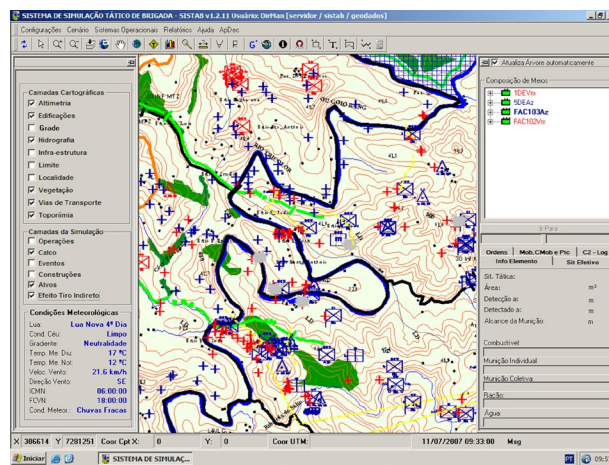 SISTEMA DE SIMULAÇÃO TÁTICO DE BRIGADA - SISTAB v1.2.11 Usuário: DirMan [servidor / sistab / geodados]
Configurações Cenário Sistemas Operacionais Relatórios Ajuda ApDec
Atualiza Árvore automaticamente
Camadas Cartográficas
Altimetria
Edificações
Grade
Hidrografia
Infra-estrutura
Limite
Localidade
Vegetação
Vias de Transporte
Toponímia
Camadas da Simulação
Operações
Calco
Eventos
Construções
Alvos
Efeito Tiro Indireto
Condições Meteorológicas
Lua: Lua Nova 4º Dia
Cond. Céu: Limpo
Gradiente: Neutralidade
Temp. Me. Diu: 17 ºC
Temp. Me. Not: 12 ºC
Veloc. Vento: 21.6 km/h
Direção Vento: SE
ICMN: 06:00:00
FCVN: 18:00:00
Cond. Meteor.: Chuvas Fracas
Composição de Meios
1DEVm
5DEAz
FAC103Az
FAC102Vm
Ir Para
Ordens Mob,CMob e Ptc C2 - Log
Info Elemento Sit Efetivo
Sit. Tática:
Área: m²
Detecção a: m
Detectado a: m
Alcance da Munição: m
Combustível:
Munição Individual:
Munição Coletiva:
Ração:
Água:
X 306614 Y 7281251 Coor Cpt X: 0 Y: 0 Coor UTM: 11/07/2007 09:33:00 Msg
Iniciar SISTEMA DE SIMULAÇ... PT